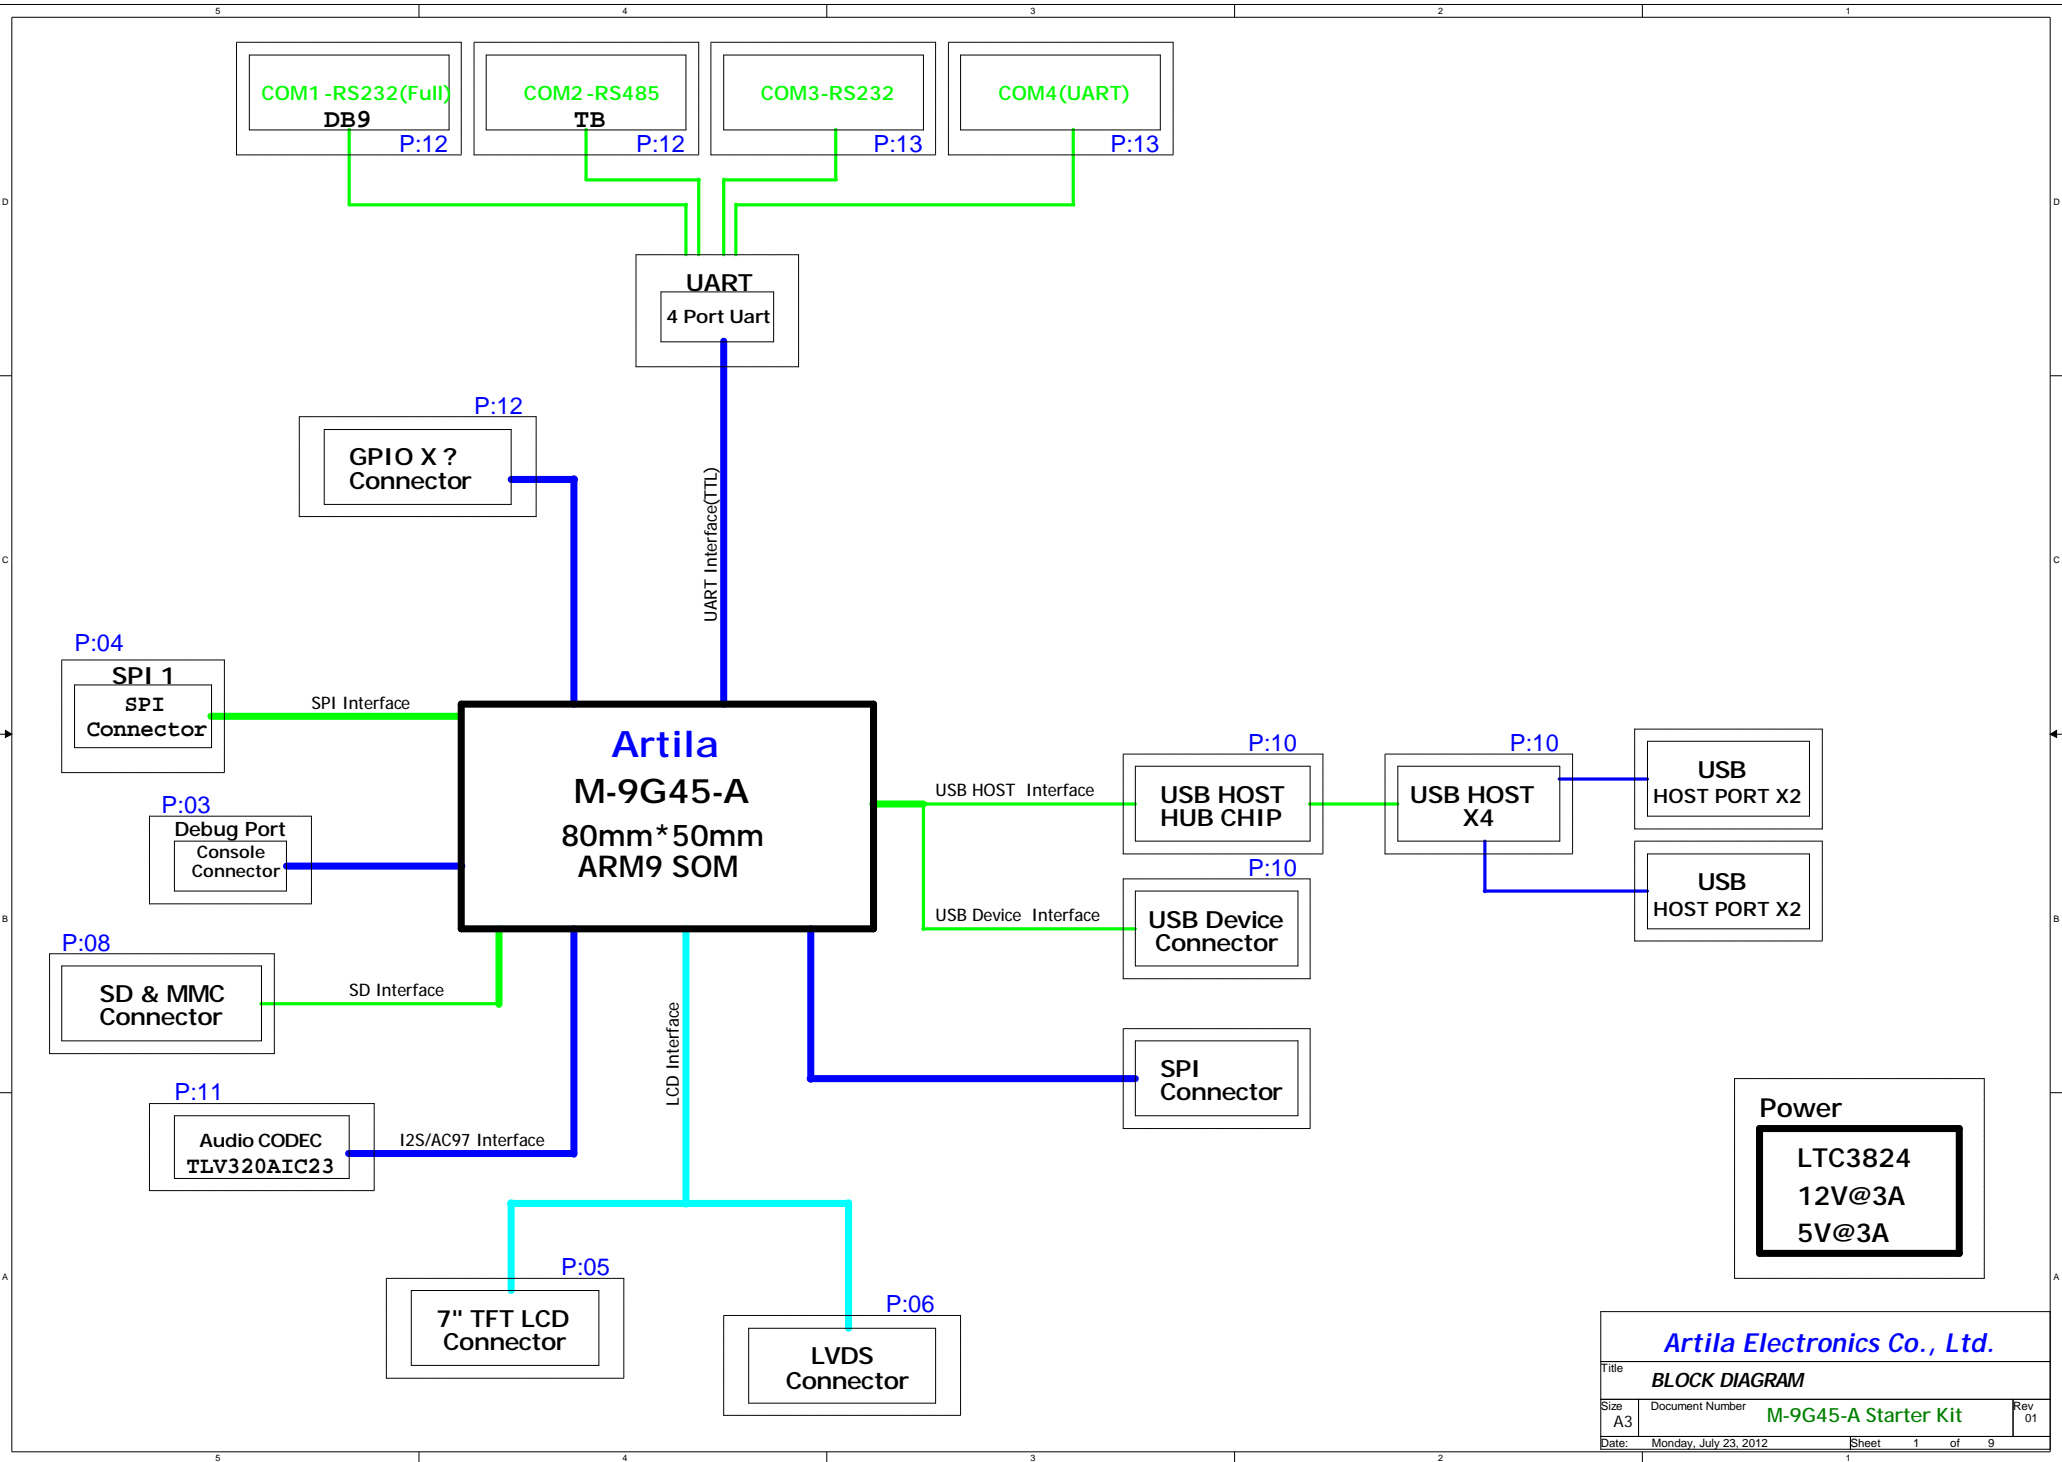 5 4 3 2 1
COM1 -RS232(Full)
DB9
P:12
COM2 -RS485
TB
P:12
COM3-RS232
P:13
COM4(UART)
P:13
D D
UART
4 Port Uart
P:12
GPIO X ?
Connector
UART Interface(TTL)
C C
P:04
SPI 1
SPI
Connector
SPI Interface
Artila
M-9G45-A
80mm*50mm
ARM9 SOM
P:03
Debug Port
Console
Connector
USB HOST Interface
P:10
USB HOST
HUB CHIP
P:10
USB HOST
X4
USB
HOST PORT X2
USB
HOST PORT X2
P:10
USB Device Interface
USB Device
Connector
B B
P:08
SD & MMC
Connector
SD Interface
LCD Interface
SPI
Connector
P:11
Audio CODEC
TLV320AIC23
I2S/AC97 Interface
Power
LTC3824
12V@3A
5V@3A
A A
P:05
7" TFT LCD
Connector
P:06
LVDS
Connector
Artila Electronics Co., Ltd.
Title
BLOCK DIAGRAM
Size
A3
Document Number
M-9G45-A Starter Kit
Rev
01
Date: Monday, July 23, 2012 Sheet 1 of 9
5 4 3 2 1